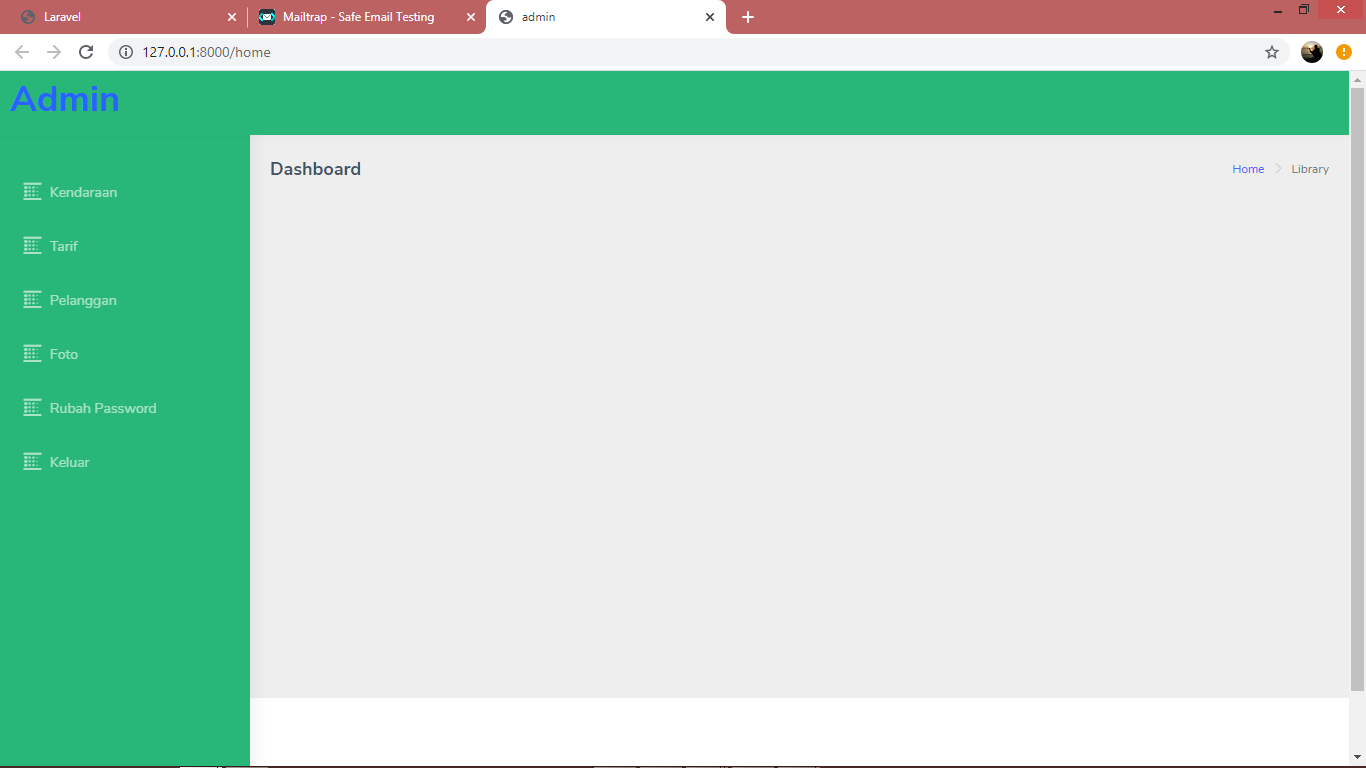 Laravel
Mailtrap - Safe Email Testing
admin
127.0.0.1:8000/home
Admin
Dashboard
Home
Library
Kendaraan
Tarif
Pelanggan
Foto
Rubah Password
Keluar